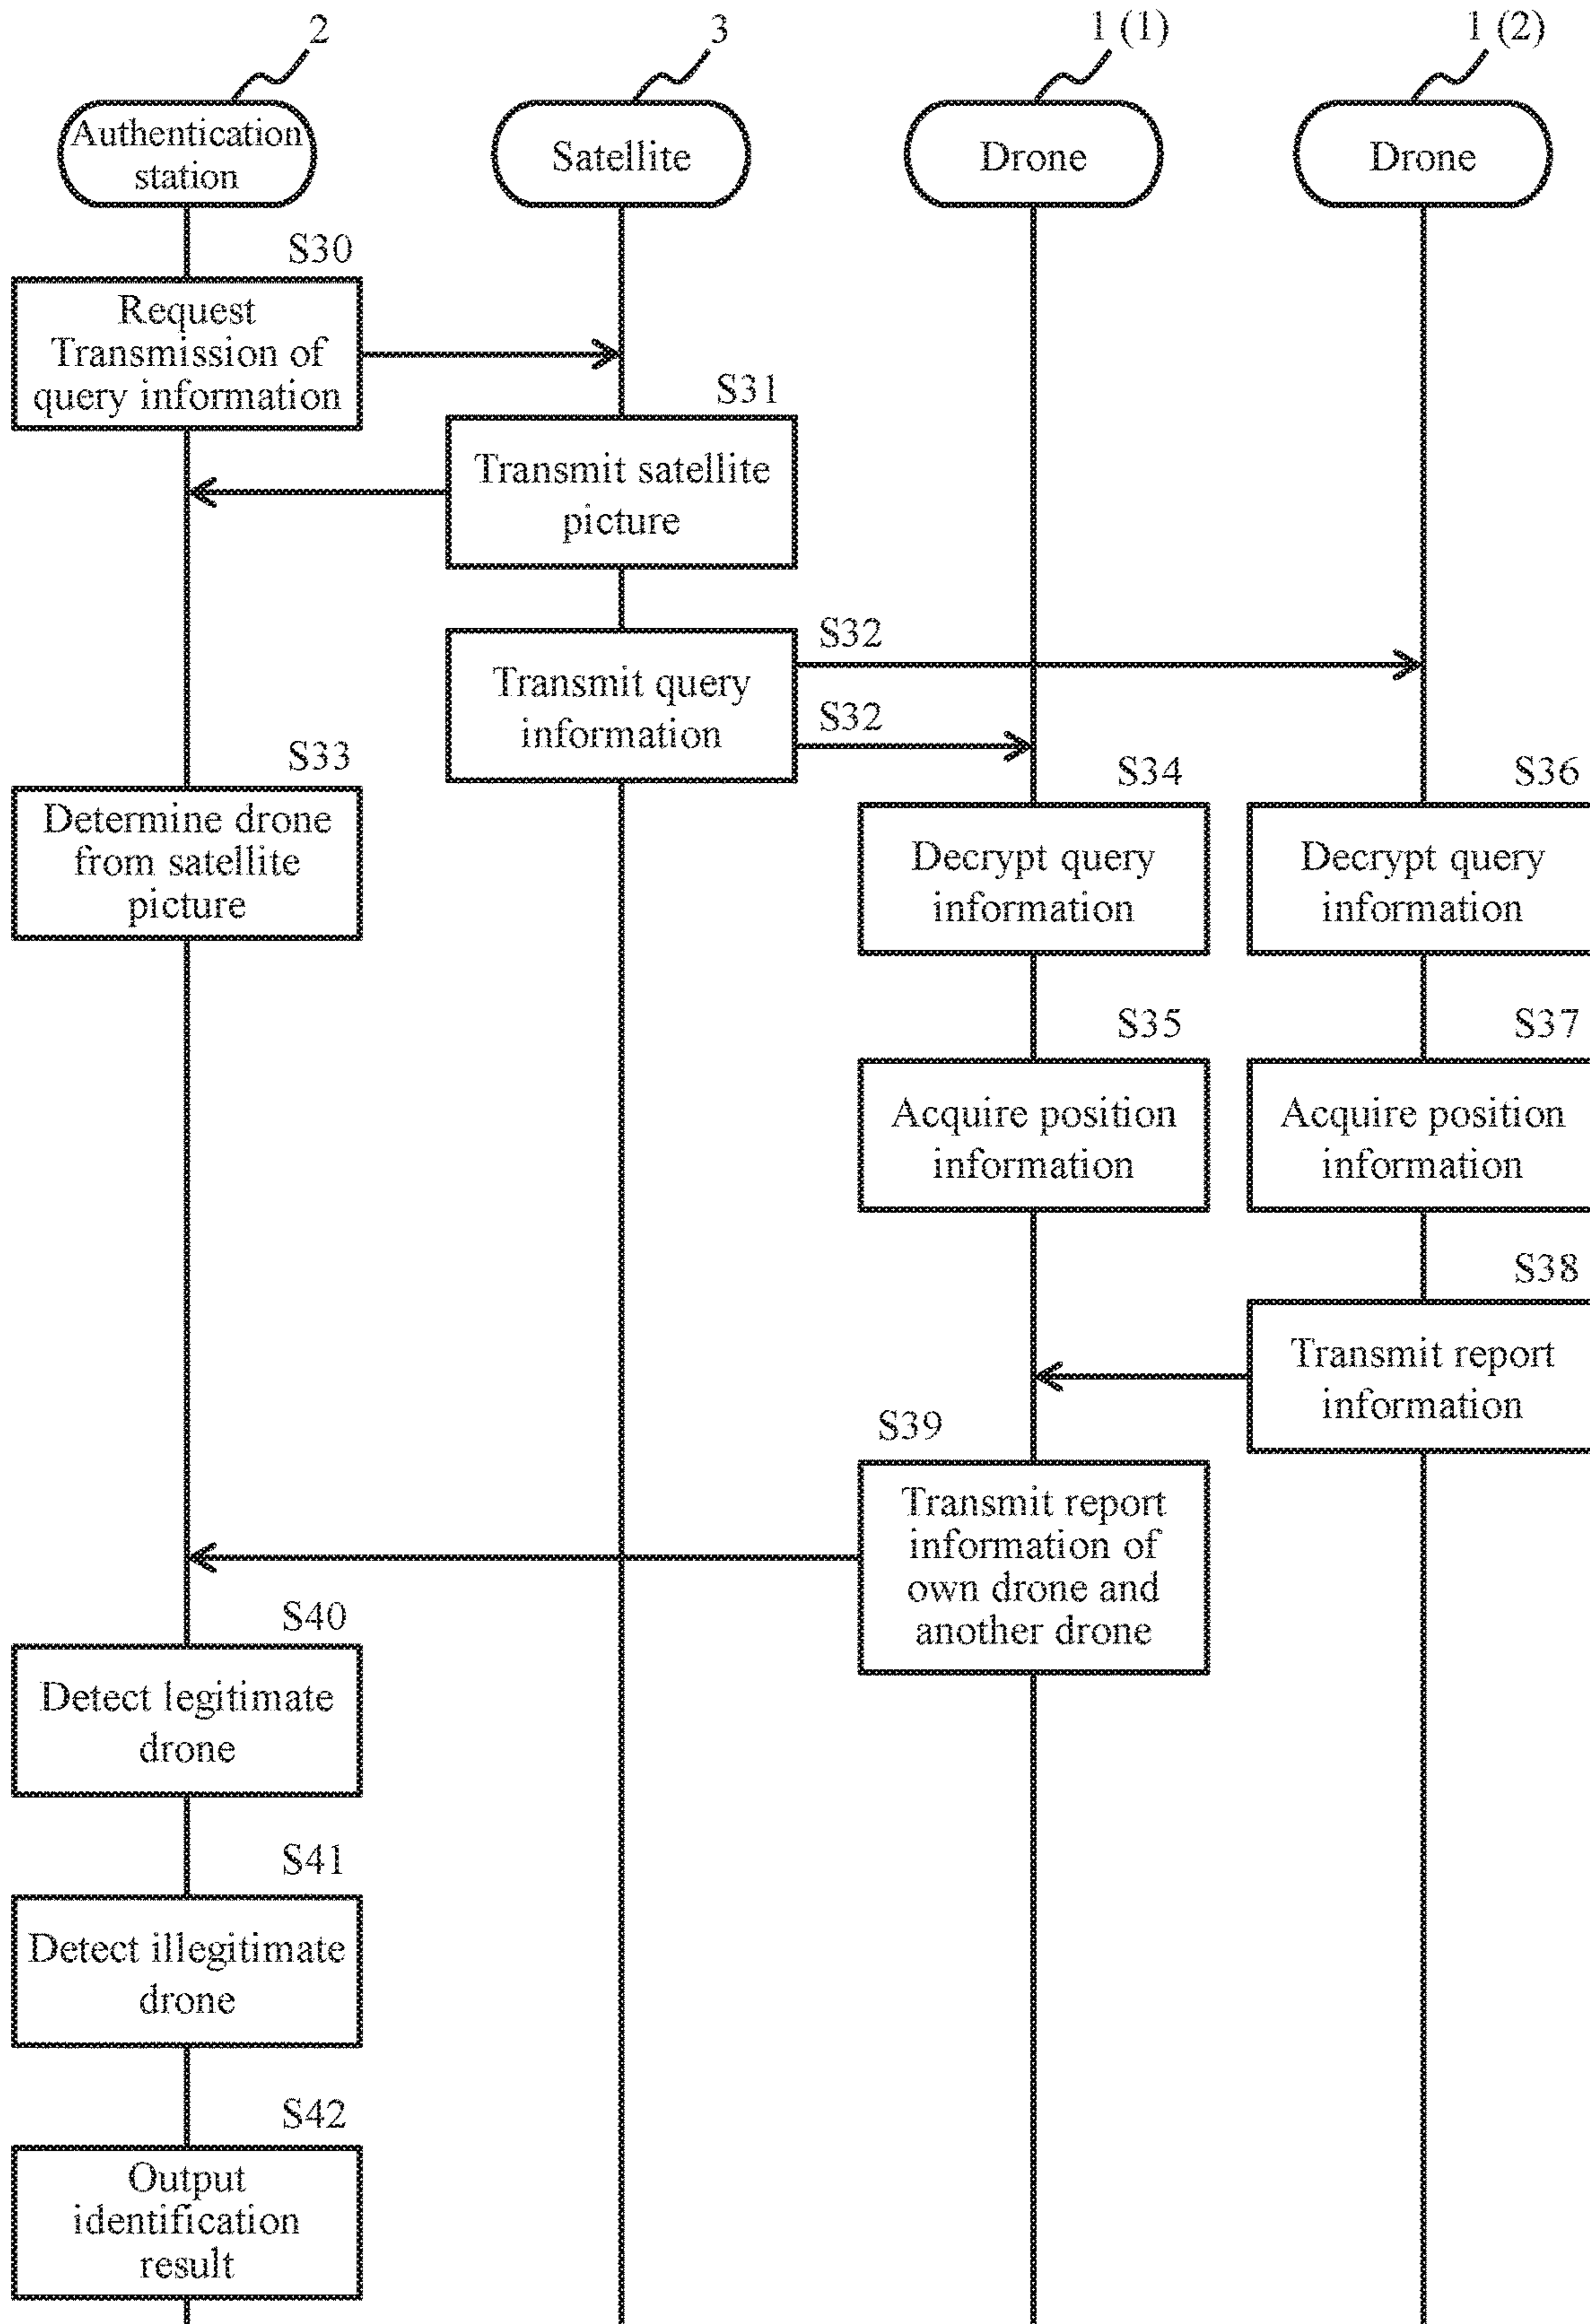 2
3
1 (1)
1 (2)
Authentication
station
Satellite
Drone
Drone
S30
Request
Transmission of
query information
S31
Transmit satellite
picture
S32
Transmit query
information
S32
S33
Determine drone
from satellite
picture
S34
Decrypt query
information
S36
Decrypt query
information
S35
Acquire position
information
S37
Acquire position
information
S38
Transmit report
information
S39
Transmit report
information of
own drone and
another drone
S40
Detect legitimate
drone
S41
Detect illegitimate
drone
S42
Output
identification
result